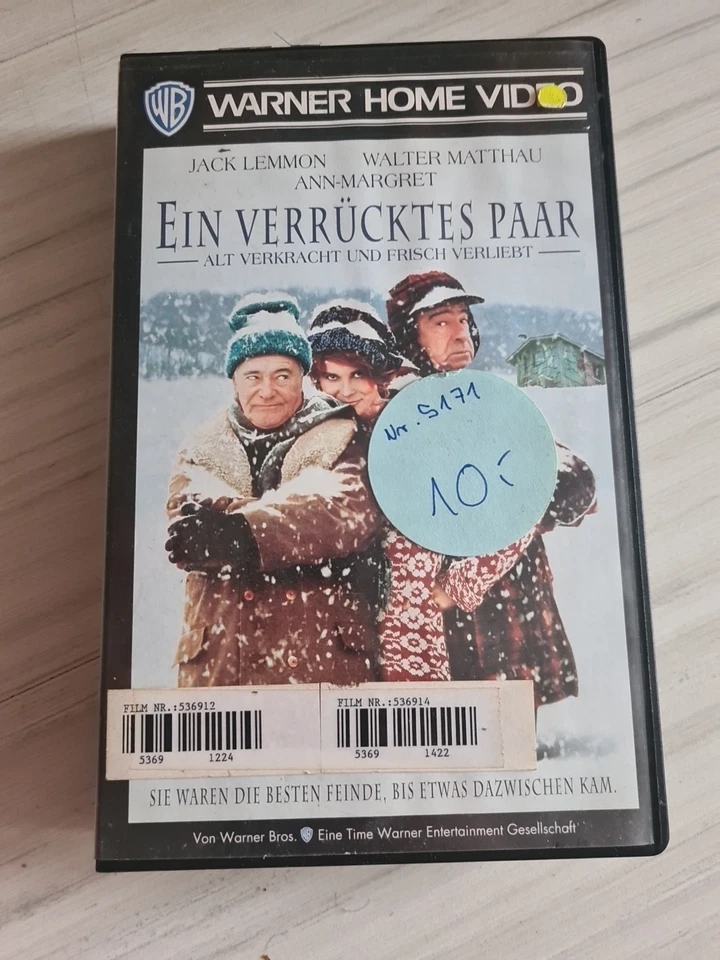 WB WARNER HOME VIDEO
JACK LEMMON WALTER MATTHAU
ANN-MARGRET
EIN VERRÜCKTES PAAR
ALT VERKRACHT UND FRISCH VERLIEBT
Nr. S171
10.-
FILM NR.:536912
5369 1224
FILM NR.:536914
5369 1422
SIE WAREN DIE BESTEN FEINDE, BIS ETWAS DAZWISCHEN KAM.
Von Warner Bros. WB Eine Time Warner Entertainment Gesellschaft